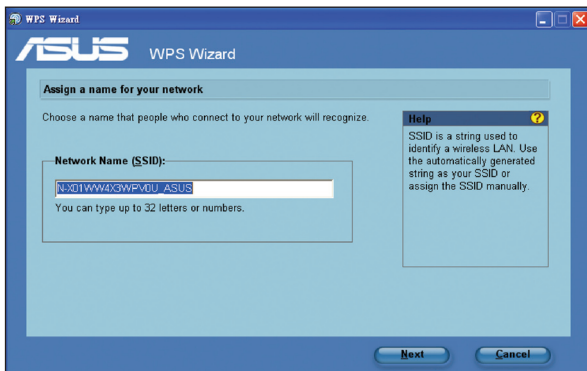 WPS Wizard
ASUS WPS Wizard
Assign a name for your network
Choose a name that people who connect to your network will recognize.
Network Name (SSID):
N-X01WW4X3WPV0U_ASUS
You can type up to 32 letters or numbers.
Help
SSID is a string used to
identify a wireless LAN. Use
the automatically generated
string as your SSID or
assign the SSID manually.
Next
Cancel